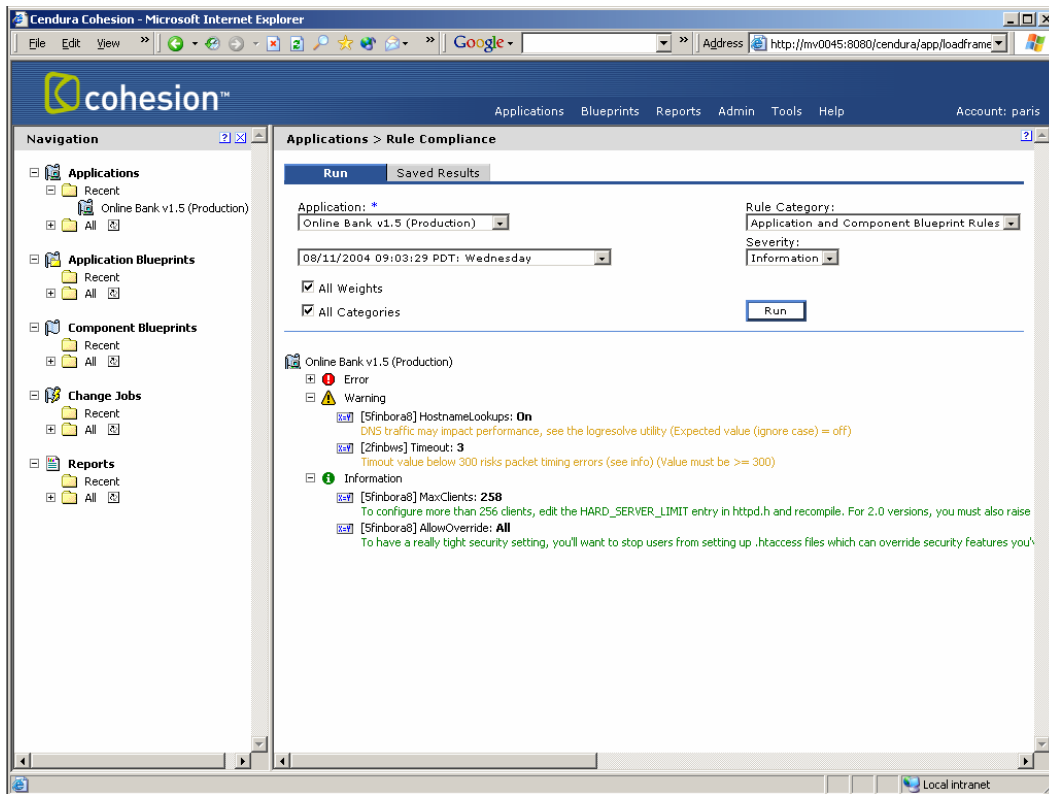 Cendura Cohesion - Microsoft Internet Explorer
File Edit View » Google - » Address http://mv0045:8080/cendura/app/loadframe
cohesion™
Applications Blueprints Reports Admin Tools Help Account: paris
Navigation
Applications
Recent
Online Bank v1.5 (Production)
All
Application Blueprints
Recent
All
Component Blueprints
Recent
All
Change Jobs
Recent
All
Reports
Recent
All
Applications > Rule Compliance
Run Saved Results
Application: * Rule Category:
Online Bank v1.5 (Production) Application and Component Blueprint Rules
Severity:
08/11/2004 09:03:29 PDT: Wednesday Information
All Weights
All Categories Run
Online Bank v1.5 (Production)
Error
Warning
X=Y [5finbora8] HostnameLookups: On
DNS traffic may impact performance, see the logresolve utility (Expected value (ignore case) = off)
X=Y [2finbws] Timeout: 3
Timout value below 300 risks packet timing errors (see info) (Value must be >= 300)
Information
X=Y [5finbora8] MaxClients: 258
To configure more than 256 clients, edit the HARD_SERVER_LIMIT entry in httpd.h and recompile. For 2.0 versions, you must also raise
X=Y [5finbora8] AllowOverride: All
To have a really tight security setting, you'll want to stop users from setting up .htaccess files which can override security features you'v
Local intranet